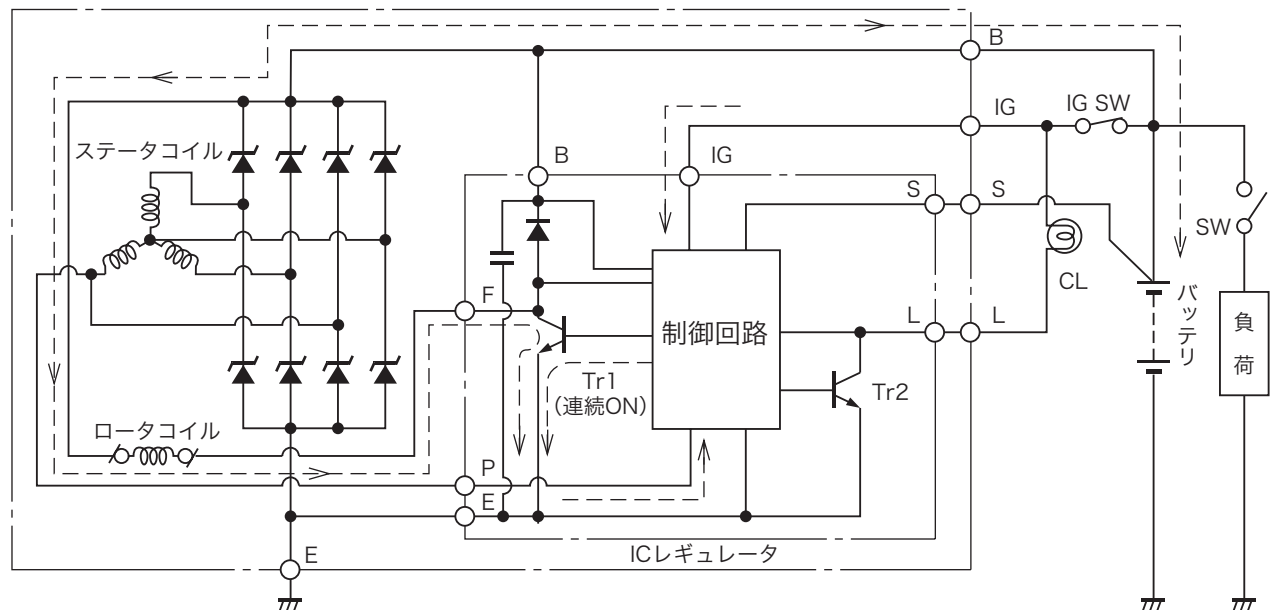 B
IG
IG SW
ステータコイル
B
IG
S
S
SW
CL
F
制御回路
L
L
バッテリ
負荷
Tr1
(連続ON)
Tr2
ロータコイル
P
E
ICレギュレータ
E